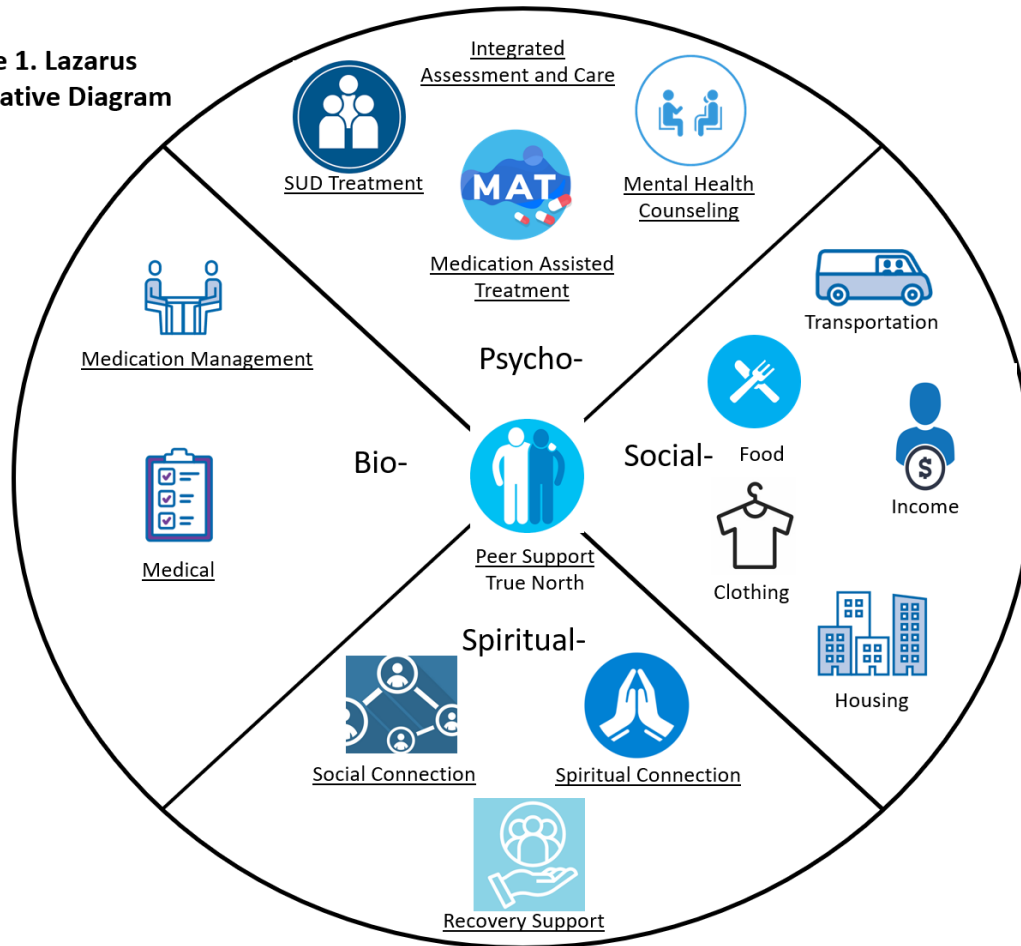 e 1. Lazarus
ative Diagram
Integrated
Assessment and Care
SUD Treatment
MAT
Mental Health
Counseling
Medication Assisted
Treatment
Transportation
Medication Management
Psycho-
Bio-
Social-
Food
Income
$
Medical
Peer Support
True North
Clothing
Spiritual-
Housing
Social Connection
Spiritual Connection
Recovery Support